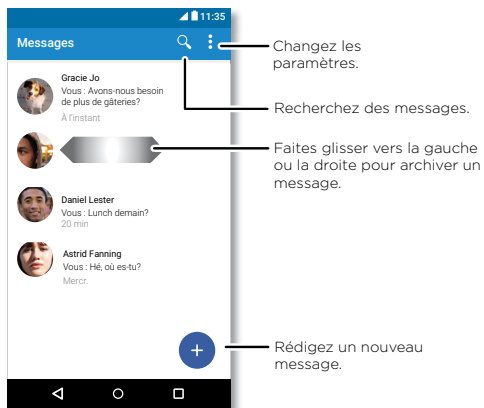 11:35
Messages
Changez les
paramètres.
Gracie Jo
Vous : Avons-nous besoin
de plus de gâteries?
À l'instant
Recherchez des messages.
Faites glisser vers la gauche
ou la droite pour archiver un
message.
Daniel Lester
Vous : Lunch demain?
20 min
Astrid Fanning
Vous : Hé, où es-tu?
Mercr.
Rédigez un nouveau
message.